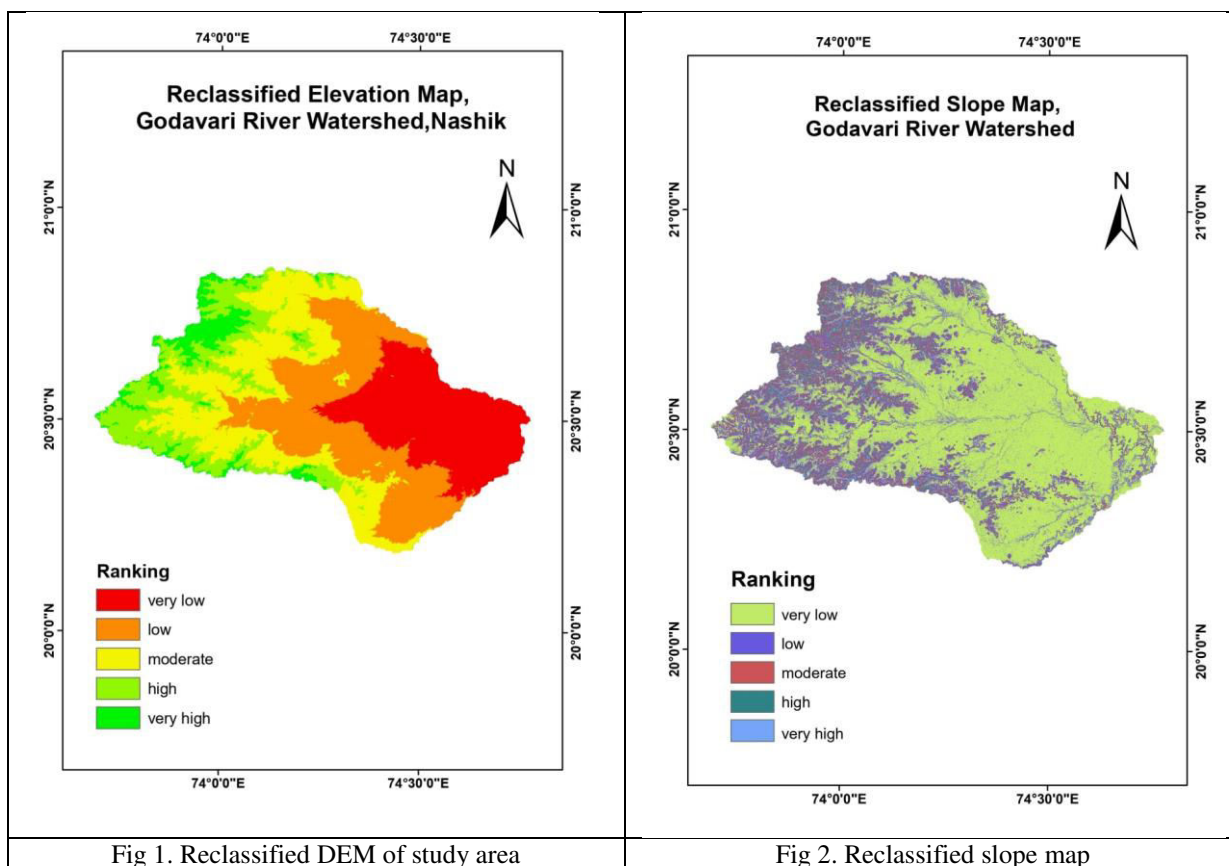 74°0'0"E
74°30'0"E
Reclassified Elevation Map,
Godavari River Watershed,Nashik
N
21°0'0"N
21°0'0"N
20°30'0"N
20°30'0"N
Ranking
very low
low
moderate
high
very high
20°0'0"N
20°0'0"N
74°0'0"E
74°30'0"E
Fig 1. Reclassified DEM of study area
74°0'0"E
74°30'0"E
Reclassified Slope Map,
Godavari River Watershed
N
21°0'0"N
21°0'0"N
20°30'0"N
20°30'0"N
Ranking
very low
low
moderate
high
very high
20°0'0"N
20°0'0"N
74°0'0"E
74°30'0"E
Fig 2. Reclassified slope map